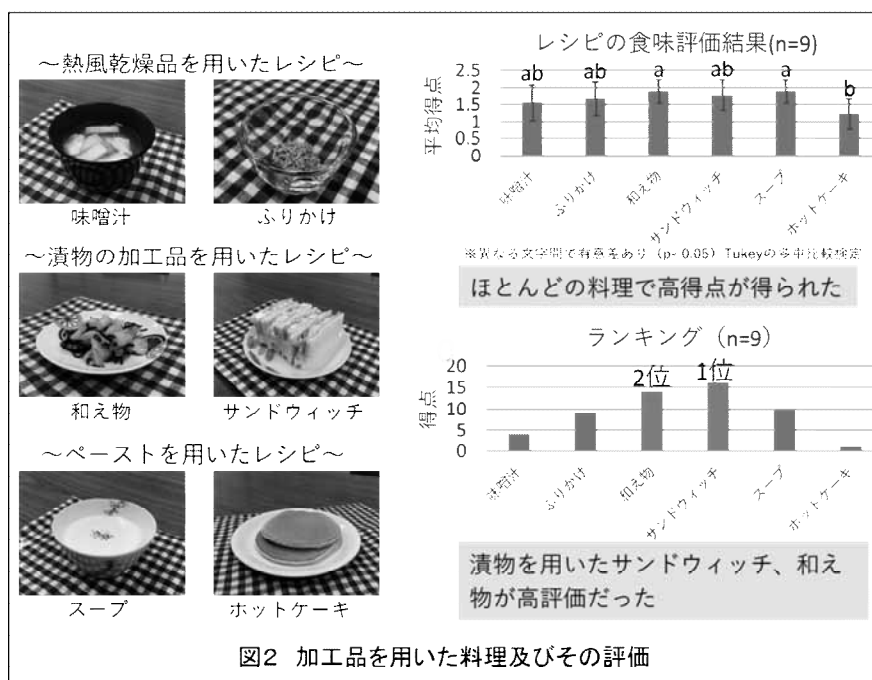 ～熱風乾燥品を用いたレシピ～
味噌汁
ふりかけ
～漬物の加工品を用いたレシピ～
和え物
サンドウィッチ
～ペーストを用いたレシピ～
スープ
ホットケーキ
レシピの食味評価結果(n=9)
平均得点
2.5
2
1.5
1
0.5
0
ab
ab
a
ab
a
b
味噌汁
ふりかけ
和え物
サンドウィッチ
スープ
ホットケーキ
※異なる文字間で有意差あり（p- 0.05）Tukeyの多重比較検定
ほとんどの料理で高得点が得られた
ランキング（n=9）
得点
20
15
10
5
0
2位
1位
味噌汁
ふりかけ
和え物
サンドウィッチ
スープ
ホットケーキ
漬物を用いたサンドウィッチ、和え
物が高評価だった
図2 加工品を用いた料理及びその評価